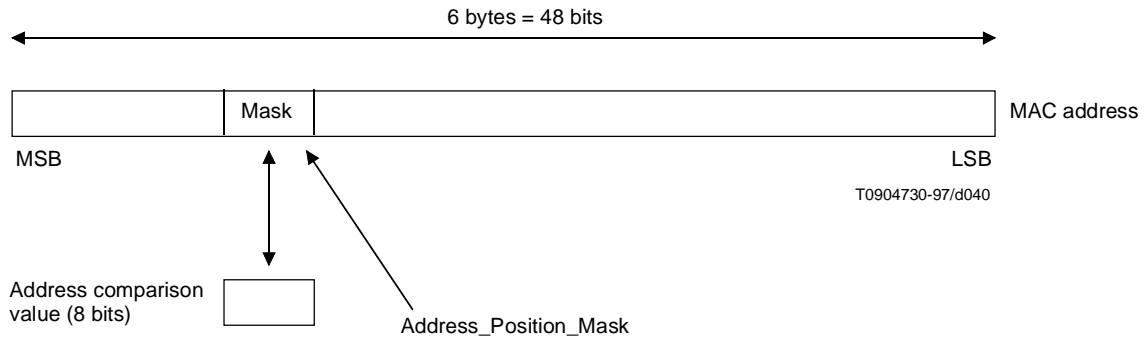 6 bytes = 48 bits
Mask
MAC address
MSB
LSB
T0904730-97/d040
Address comparison
value (8 bits)
Address_Position_Mask